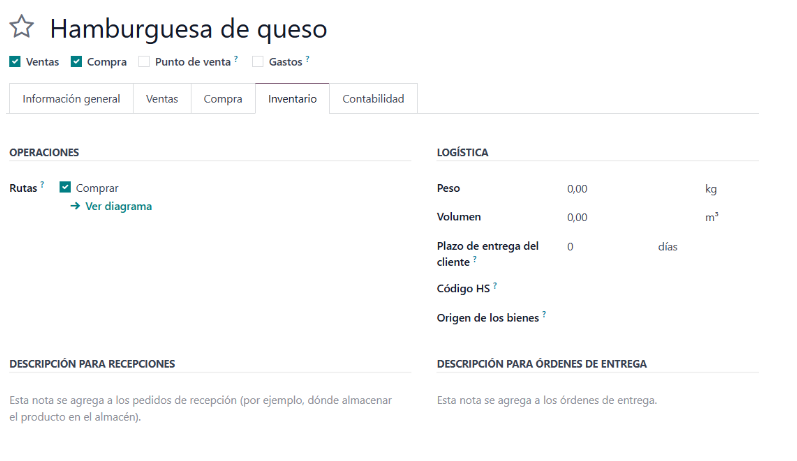 Hamburguesa de queso
Ventas Compra Punto de venta ? Gastos ?
Información general Ventas Compra Inventario Contabilidad
OPERACIONES
Rutas ? Comprar
→ Ver diagrama
LOGÍSTICA
Peso 0,00 kg
Volumen 0,00 m³
Plazo de entrega del
cliente ? 0 días
Código HS ?
Origen de los bienes ?
DESCRIPCIÓN PARA RECEPCIONES
Esta nota se agrega a los pedidos de recepción (por ejemplo, dónde almacenar
el producto en el almacén).
DESCRIPCIÓN PARA ÓRDENES DE ENTREGA
Esta nota se agrega a los órdenes de entrega.